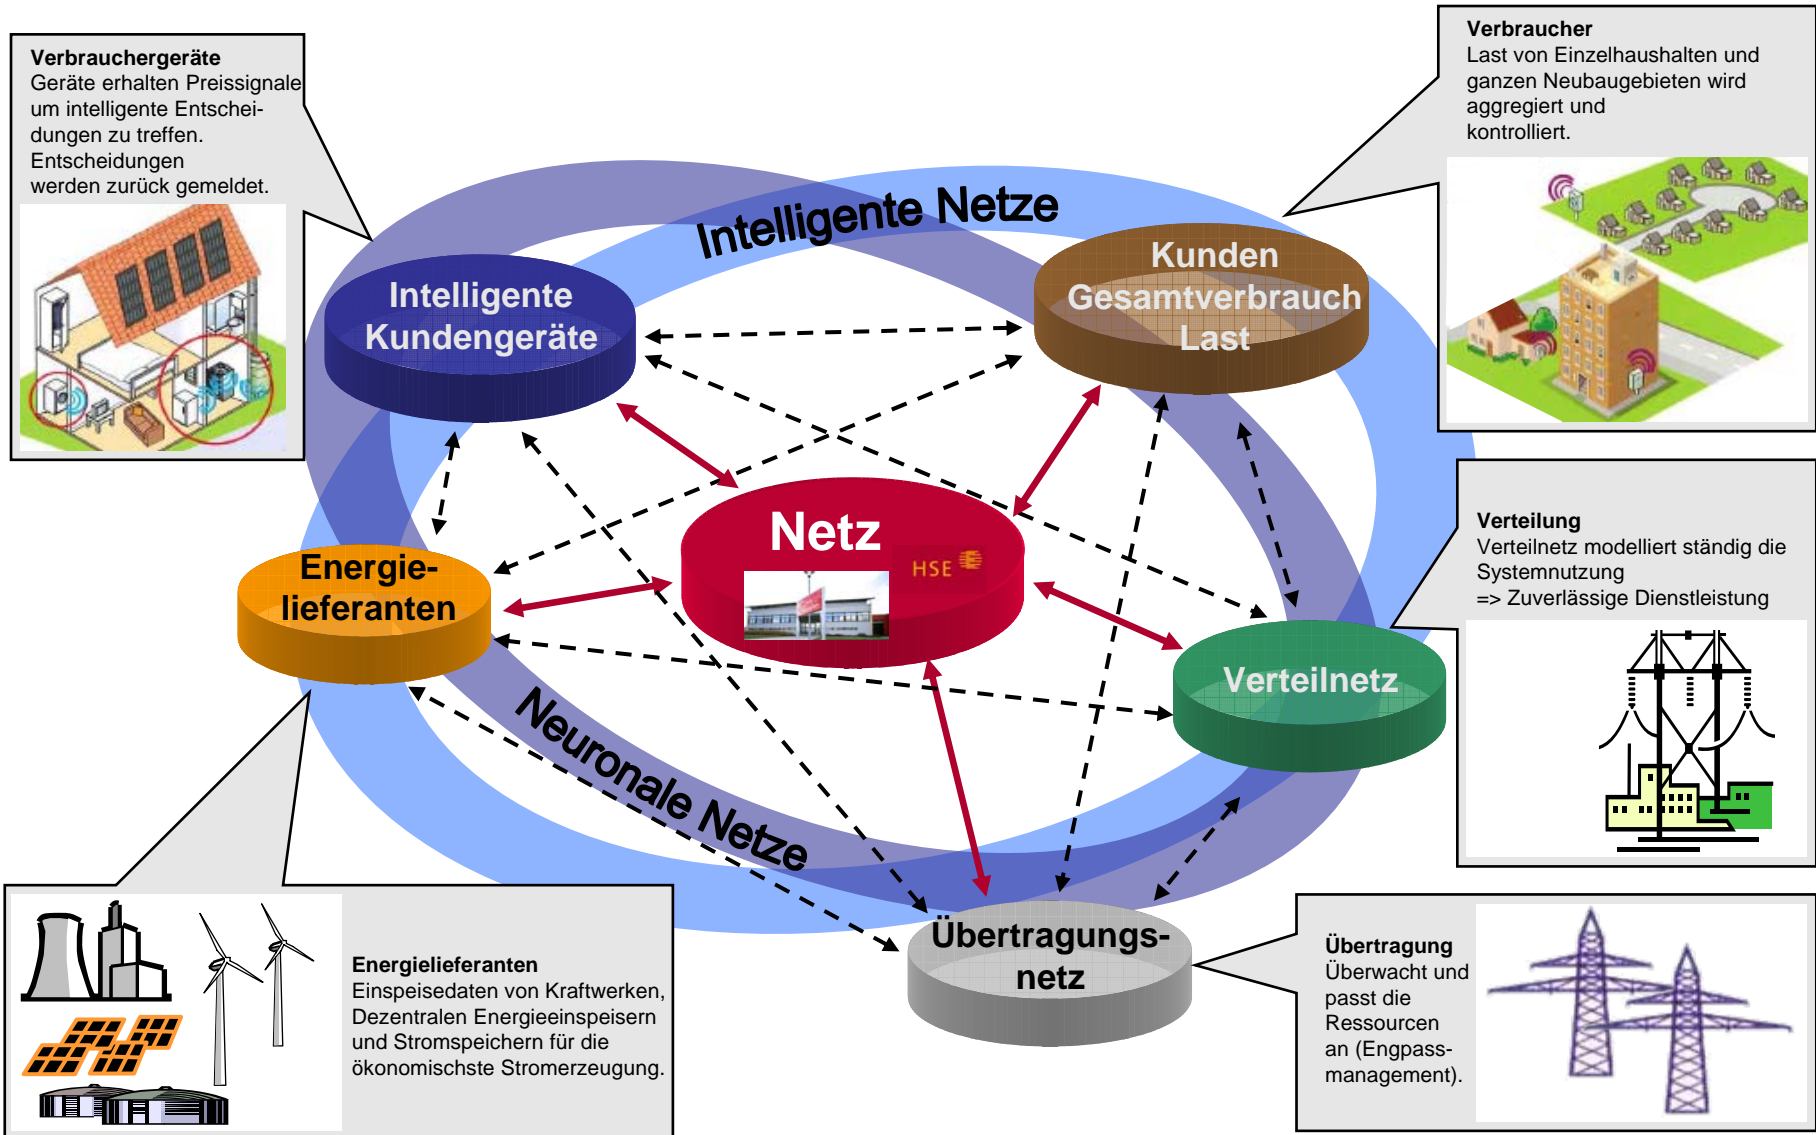 Verbrauchergeräte
Geräte erhalten Preissignale
um intelligente Entschei-
dungen zu treffen.
Entscheidungen
werden zurück gemeldet.
Verbraucher
Last von Einzelhaushalten und
ganzen Neubaugebieten wird
aggregiert und
kontrolliert.
Intelligente Netze
Intelligente
Kundengeräte
Kunden
Gesamtverbrauch
Last
Netz
HSE
Energie-
lieferanten
Verteilung
Verteilnetz modelliert ständig die
Systemnutzung
=> Zuverlässige Dienstleistung
Verteilnetz
Neuronale Netze
Übertragungs-
netz
Energielieferanten
Einspeisedaten von Kraftwerken,
Dezentralen Energieeinspeisern
und Stromspeichern für die
ökonomischste Stromerzeugung.
Übertragung
Überwacht und
passt die
Ressourcen
an (Engpass-
management).